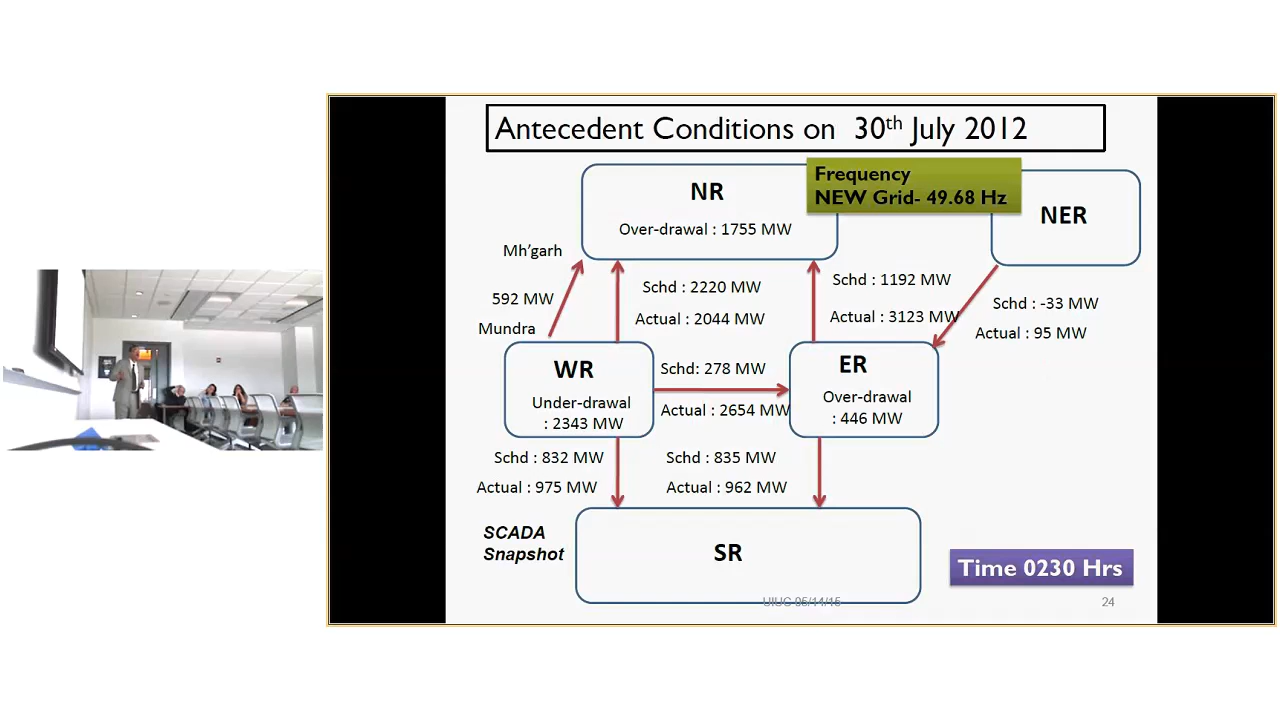 Antecedent Conditions on 30th July 2012
Frequency
NEW Grid- 49.68 Hz
NR
Over-drawal : 1755 MW
NER
Mh'garh
592 MW
Mundra
Schd : 2220 MW
Actual : 2044 MW
Schd : 1192 MW
Actual : 3123 MW
Schd : -33 MW
Actual : 95 MW
WR
Under-drawal
: 2343 MW
Schd: 278 MW
Actual : 2654 MW
ER
Over-drawal
: 446 MW
Schd : 832 MW
Actual : 975 MW
Schd : 835 MW
Actual : 962 MW
SCADA
Snapshot
SR
Time 0230 Hrs
UIUC 05/14/15
24